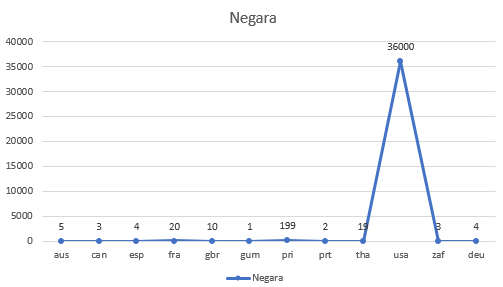 Negara
40000
35000
30000
25000
20000
15000
10000
5000
0
36000
5 3 4 20 10 1 199 2 19 3 4
aus can esp fra gbr gum pri prt tha usa zaf deu
Negara